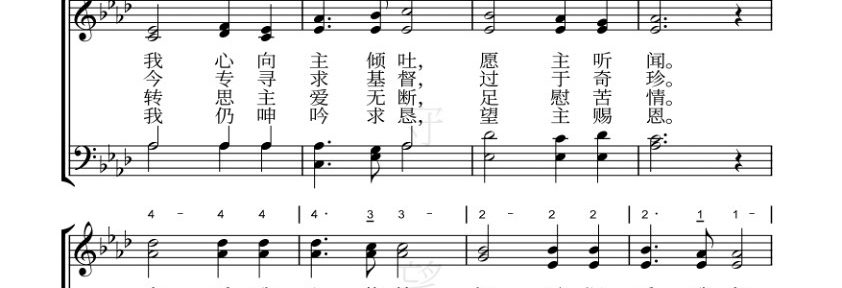 我 心 向 主 倾 吐， 愿 主 听 闻。
今 专 寻 求 基 督， 过 于 奇 珍。
转 思 主 爱 无 断， 足 慰 苦 情。
我 仍 呻 吟 求 恳， 望 主 赐 恩。
4 - 4 4 | 4· 3 3 - | 2 - 2 2 | 2· 1 1 - |